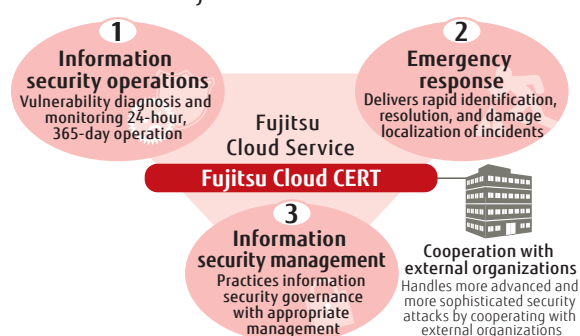 1
Information
security operations
Vulnerability diagnosis and
monitoring 24-hour,
365-day operation
2
Emergency
response
Delivers rapid identification,
resolution, and damage
localization of incidents
Fujitsu
Cloud Service
Fujitsu Cloud CERT
3
Information
security management
Practices information
security governance
with appropriate
management
Cooperation with
external organizations
Handles more advanced and
more sophisticated security
attacks by cooperating with
external organizations